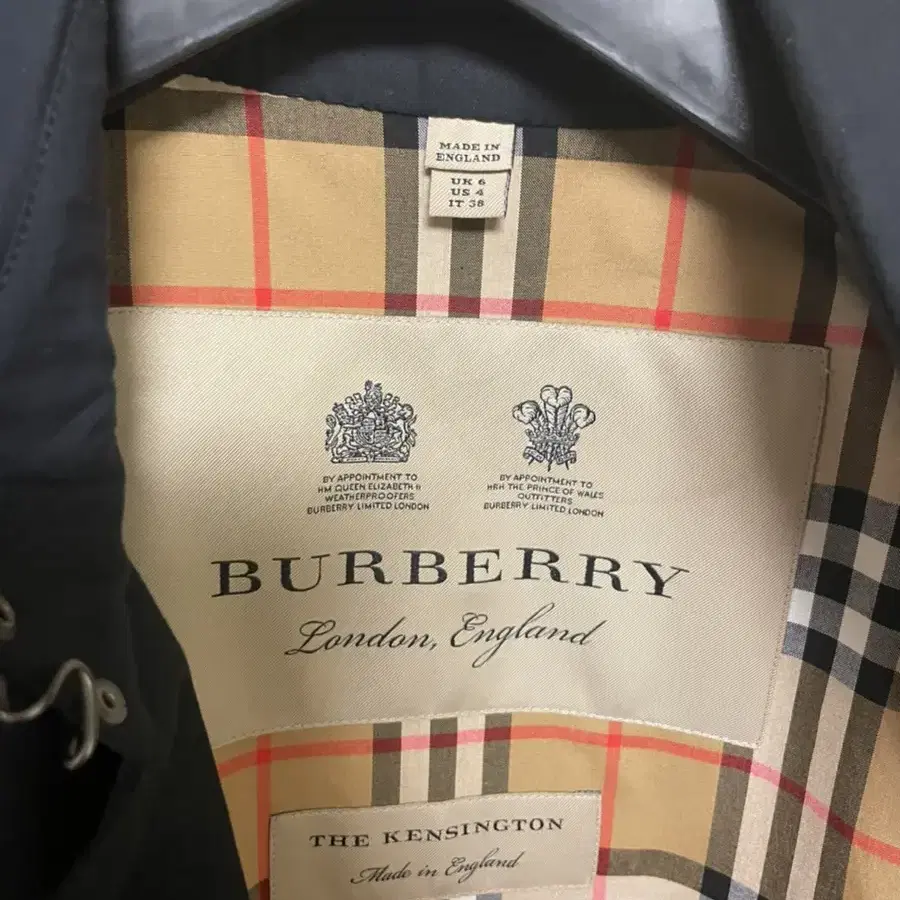 MADE IN
ENGLAND
UK 6
US 4
IT 38
BY APPOINTMENT TO
HM QUEEN ELIZABETH II
WEATHERPROOFERS
BURBERRY LIMITED LONDON
BY APPOINTMENT TO
HRH THE PRINCE OF WALES
OUTFITTERS
BURBERRY LIMITED LONDON
BURBERRY
London, England
THE KENSINGTON
Made in England